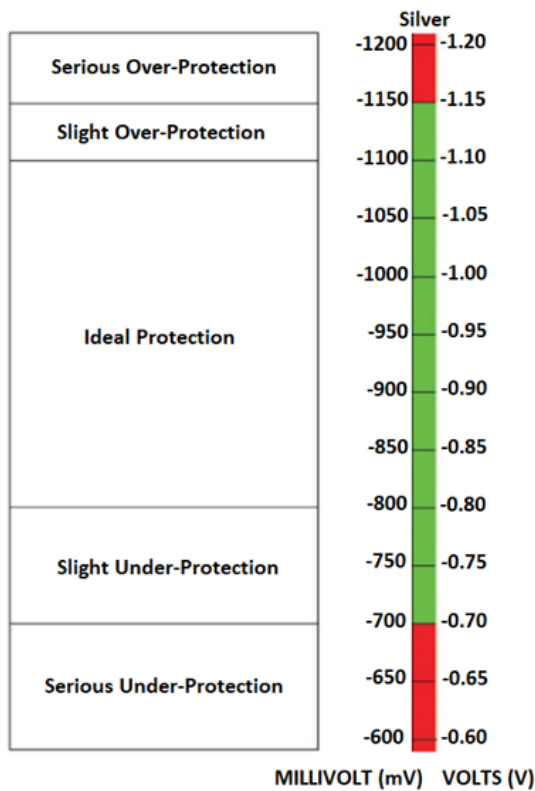 Silver
Serious Over-Protection
-1200 -1.20
-1150 -1.15
Slight Over-Protection
-1100 -1.10
-1050 -1.05
-1000 -1.00
Ideal Protection
-950 -0.95
-900 -0.90
-850 -0.85
-800 -0.80
Slight Under-Protection
-750 -0.75
-700 -0.70
Serious Under-Protection
-650 -0.65
-600 -0.60
MILLIVOLT (mV) VOLTS (V)